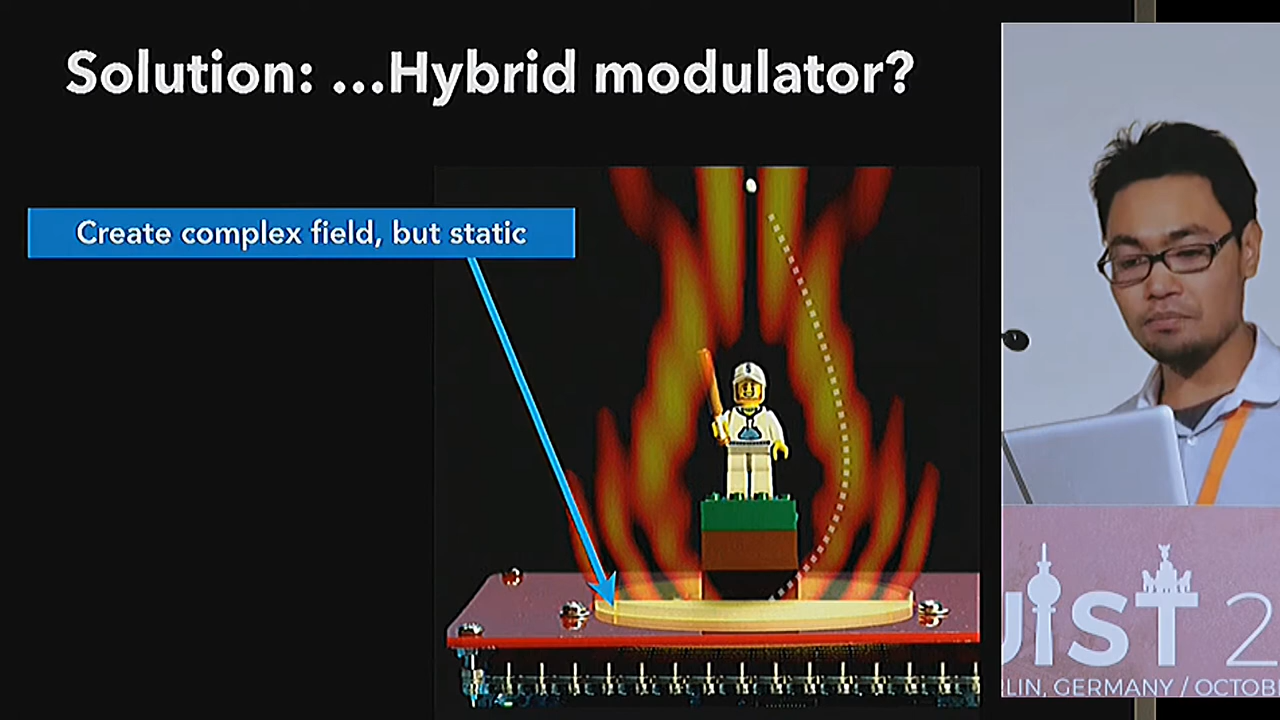 Solution: ...Hybrid modulator?
Create complex field, but static
UIST 2
LIN, GERMANY / OCTOB